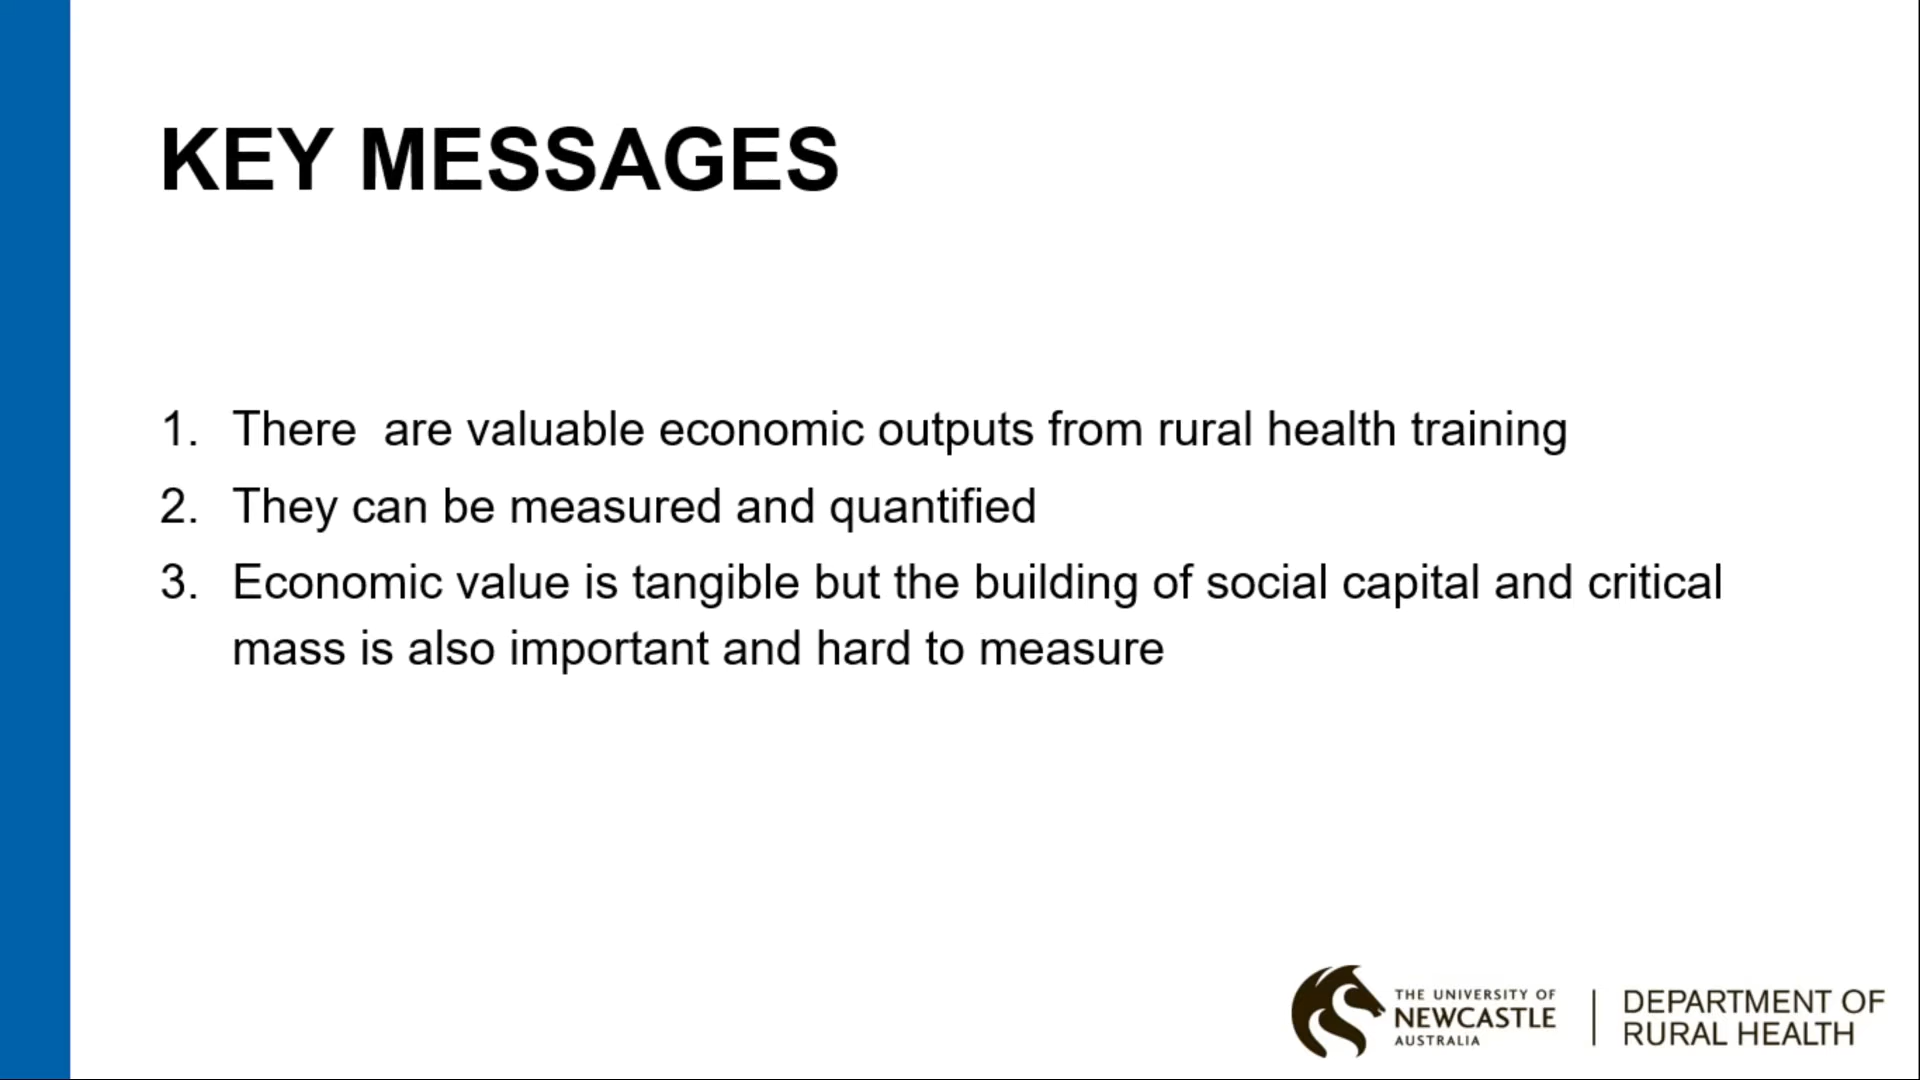 KEY MESSAGES
1. There  are valuable economic outputs from rural health training
2. They can be measured and quantified
3. Economic value is tangible but the building of social capital and critical
mass is also important and hard to measure
THE UNIVERSITY OF
NEWCASTLE
AUSTRALIA
DEPARTMENT OF
RURAL HEALTH